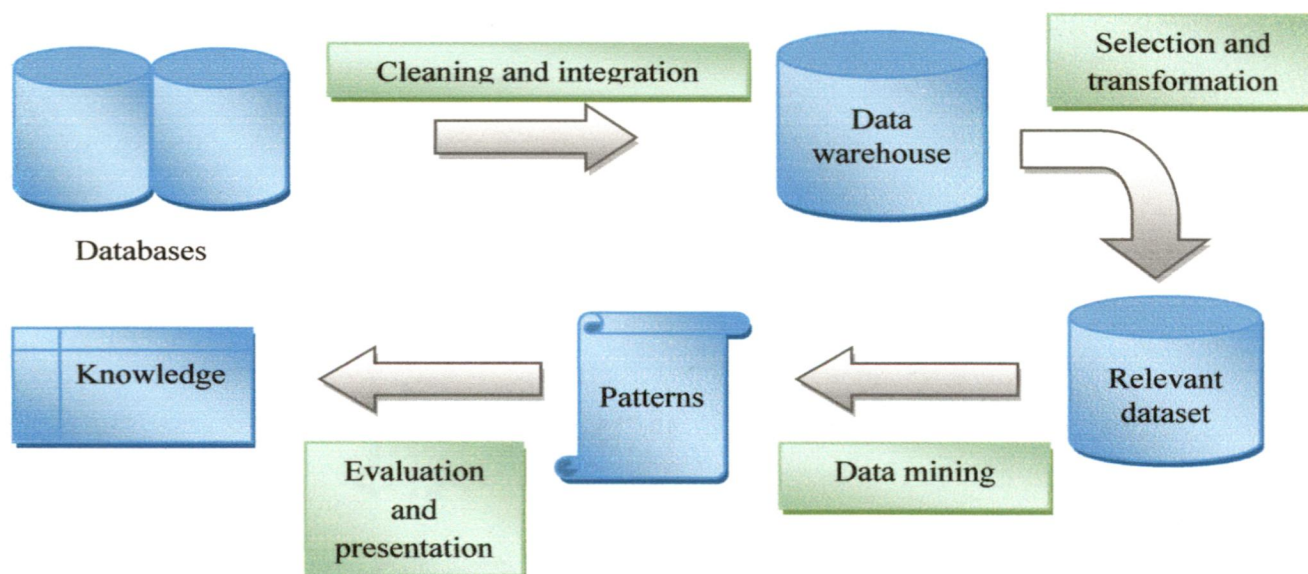 Cleaning and integration
Selection and
transformation
Data
warehouse
Databases
Knowledge
Patterns
Relevant
dataset
Evaluation
and
presentation
Data mining